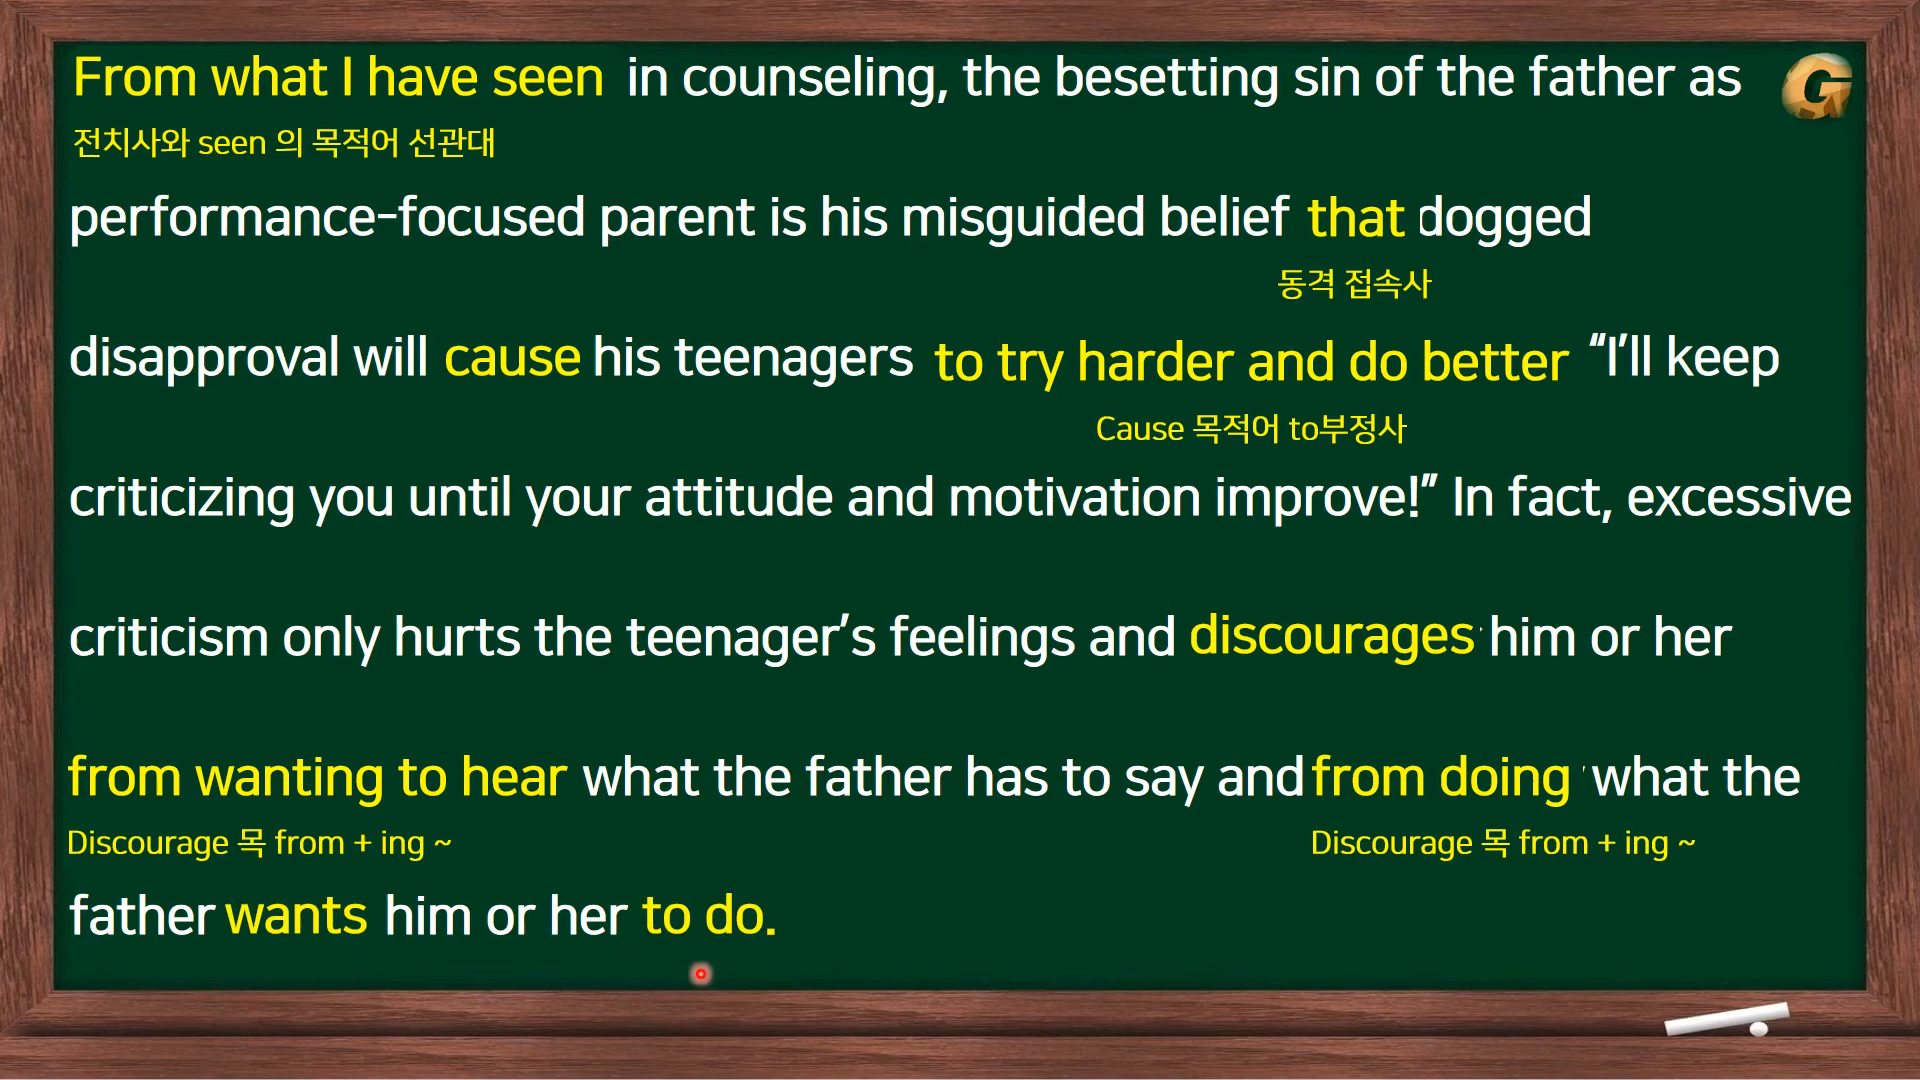 From what I have seen in counseling, the besetting sin of the father as
G
전치사와 seen 의 목적어 선관대
performance-focused parent is his misguided belief that dogged
동격 접속사
disapproval will cause his teenagers to try harder and do better “I’ll keep
Cause 목적어 to부정사
criticizing you until your attitude and motivation improve!” In fact, excessive
criticism only hurts the teenager’s feelings and discourages him or her
from wanting to hear what the father has to say and from doing what the
Discourage 목 from + ing ~ Discourage 목 from + ing ~
father wants him or her to do.